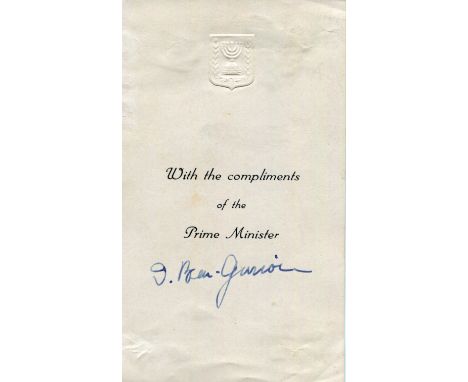 With the compliments
of the
Prime Minister
D. Ben-Gurion